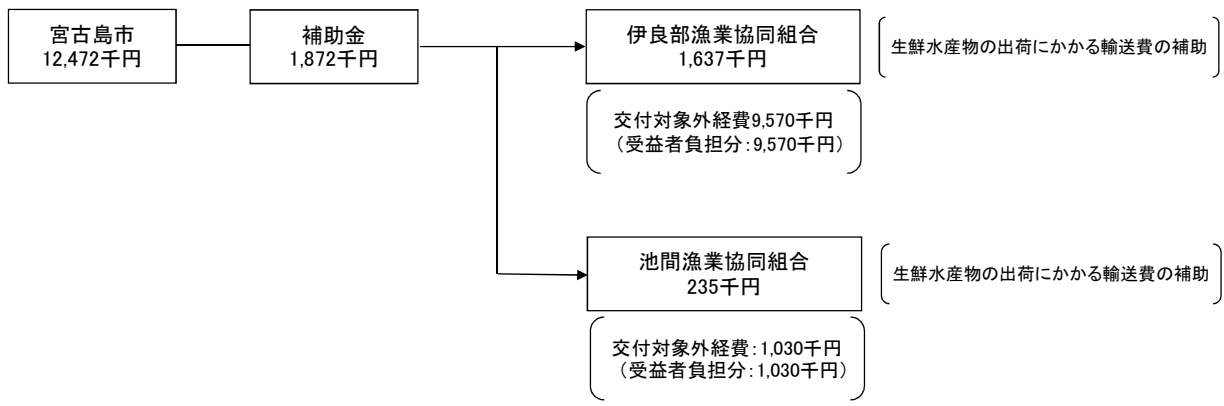 宮古島市
12,472千円
補助金
1,872千円
伊良部漁業協同組合
1,637千円
生鮮水産物の出荷にかかる輸送費の補助
交付対象外経費9,570千円
（受益者負担分：9,570千円）
池間漁業協同組合
235千円
生鮮水産物の出荷にかかる輸送費の補助
交付対象外経費：1,030千円
（受益者負担分：1,030千円）